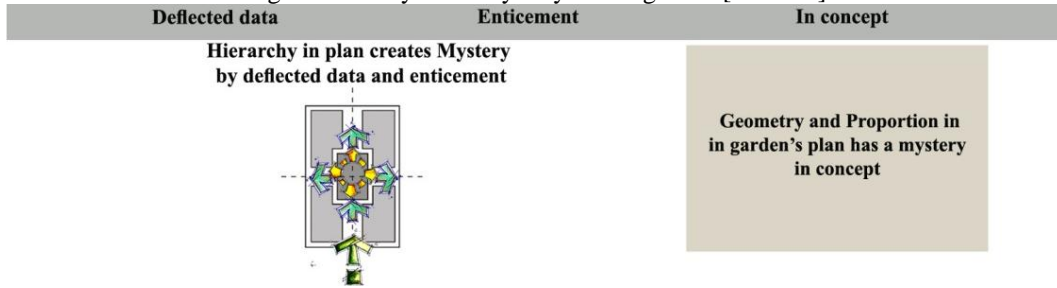 Deflected data Enticement In concept
Hierarchy in plan creates Mystery
by deflected data and enticement
Geometry and Proportion in
in garden's plan has a mystery
in concept